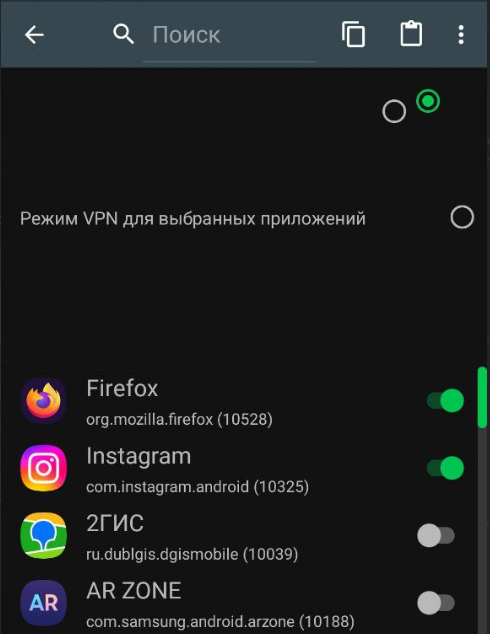 Поиск
Режим VPN для выбранных приложений
Firefox
org.mozilla.firefox (10528)
Instagram
com.instagram.android (10325)
2ГИС
ru.dublgis.dgismobile (10039)
AR
AR ZONE
com.samsung.android.arzone (10188)